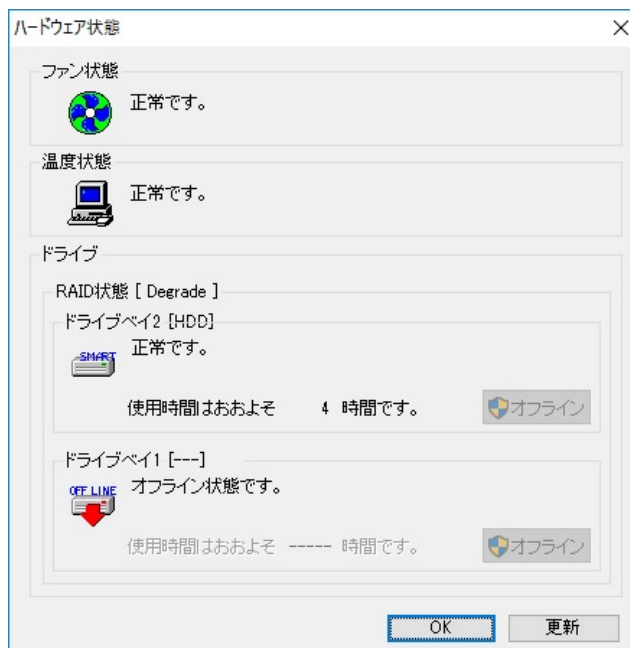 ハードウェア状態
ファン状態
正常です。
温度状態
正常です。
ドライブ
RAID状態 [ Degrade ]
ドライブベイ2 [HDD]
SMART
正常です。
使用時間はおおよそ 4 時間です。
オフライン
ドライブベイ1 [---]
OFF LINE
オフライン状態です。
使用時間はおおよそ ----- 時間です。
オフライン
OK
更新